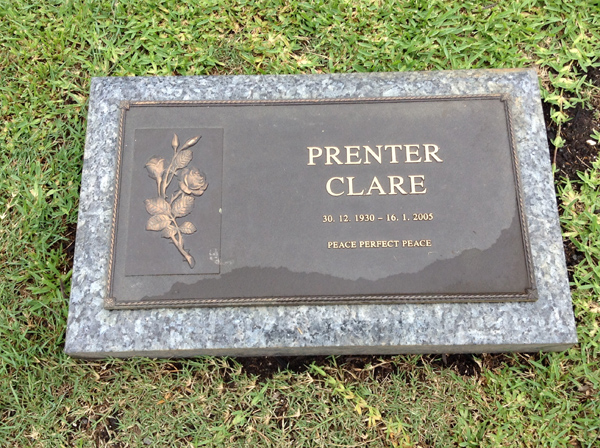 PRENTER
CLARE
30. 12. 1930 – 16. 1. 2005
PEACE PERFECT PEACE